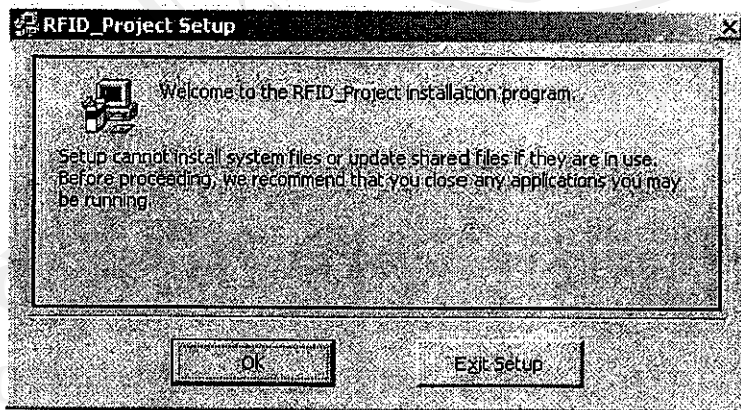 RFID_Project Setup
Welcome to the RFID_Project installation program.
Setup cannot install system files or update shared files if they are in use.
Before proceeding, we recommend that you close any applications you may
be running.
OK
Exit Setup